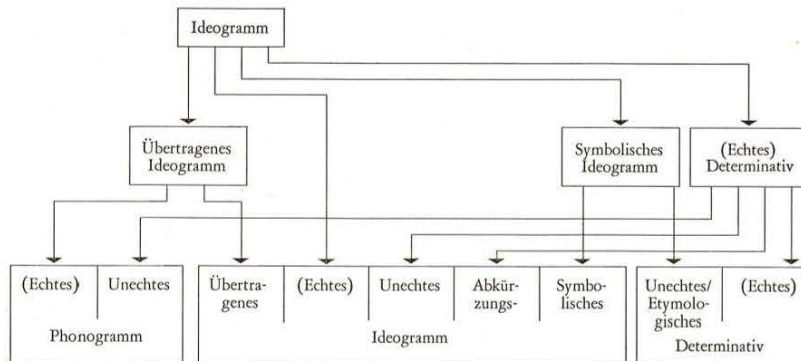 Ideogramm
Übertragenes
Ideogramm
Symbolisches
Ideogramm
(Echtes)
Determinativ
(Echtes)
Unechtes
Phonogramm
Übertra-
genes
(Echtes)
Unechtes
Abkür-
zungs-
Symbo-
lisches
Ideogramm
Unechtes/
Etymolo-
gisches
(Echtes)
Determinativ